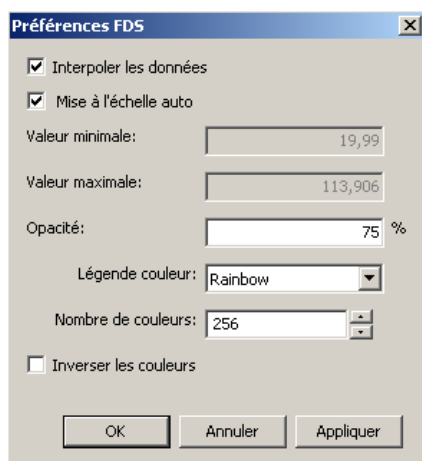 Préférences FDS
Interpoler les données
Mise à l'échelle auto
Valeur minimale: 19,99
Valeur maximale: 113,906
Opacité: 75 %
Légende couleur: Rainbow
Nombre de couleurs: 256
Inverser les couleurs
OK Annuler Appliquer